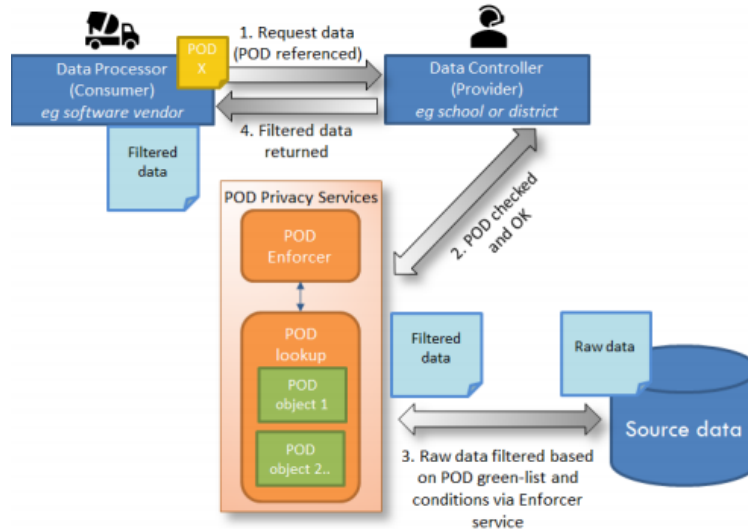 POD
X
1. Request data
(POD referenced)
Data Processor
(Consumer)
eg software vendor
Data Controller
(Provider)
eg school or district
4. Filtered data
returned
Filtered
data
2. POD checked
and OK
POD Privacy Services
POD
Enforcer
POD
lookup
POD
object 1
POD
object 2..
Filtered
data
Raw data
Source data
3. Raw data filtered based
on POD green-list and
conditions via Enforcer
service